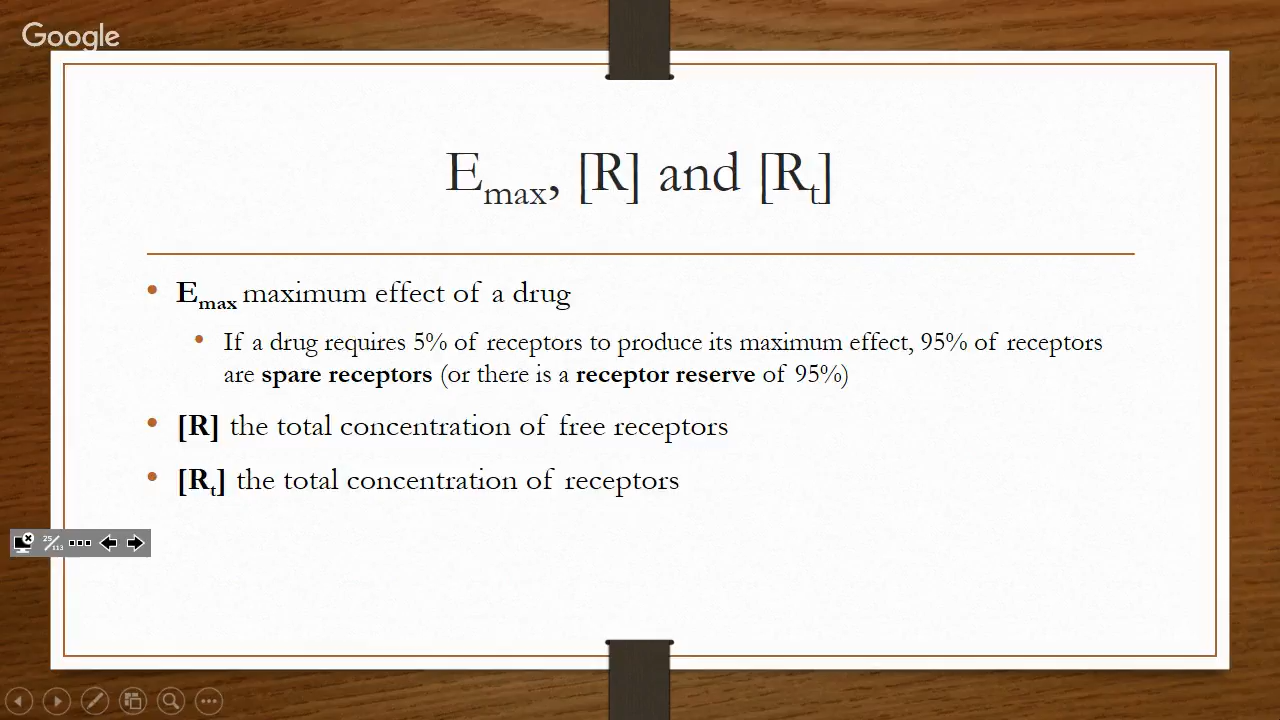 Google
Emax, [R] and [Rt]
• Emax maximum effect of a drug
• If a drug requires 5% of receptors to produce its maximum effect, 95% of receptors
are spare receptors (or there is a receptor reserve of 95%)
• [R] the total concentration of free receptors
• [Rt] the total concentration of receptors
25/113